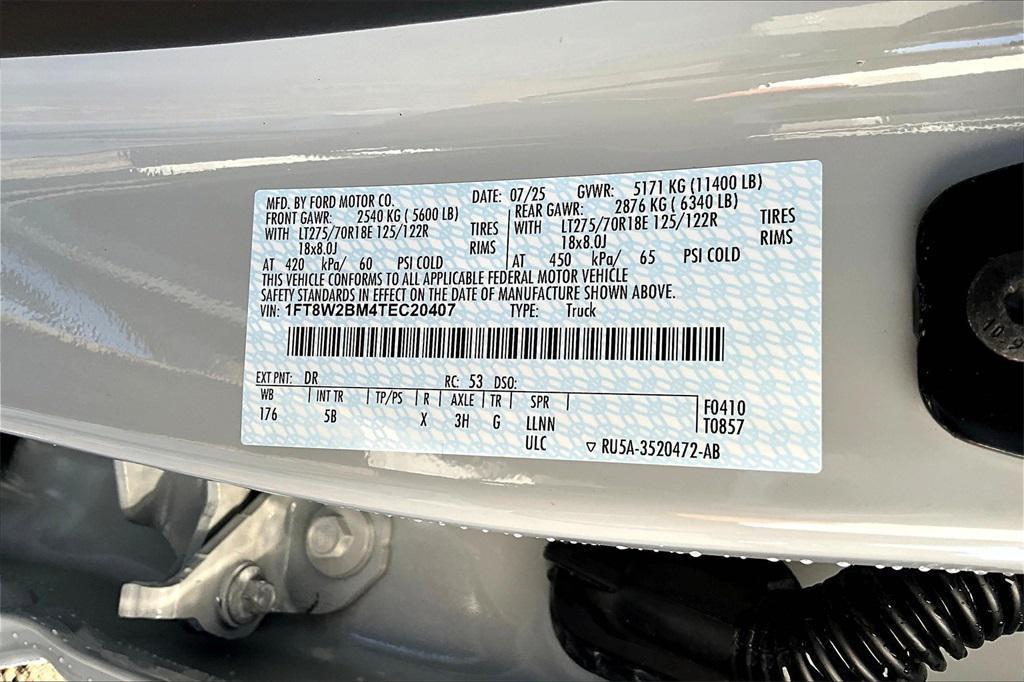 MFD. BY FORD MOTOR CO. DATE: 07/25 GVWR: 5171 KG (11400 LB)
FRONT GAWR: 2540 KG ( 5600 LB) REAR GAWR: 2876 KG ( 6340 LB)
WITH LT275/70R18E 125/122R TIRES WITH LT275/70R18E 125/122R TIRES
18x8.0J RIMS 18x8.0J RIMS
AT 420 kPa/ 60 PSI COLD AT 450 kPa/ 65 PSI COLD
THIS VEHICLE CONFORMS TO ALL APPLICABLE FEDERAL MOTOR VEHICLE
SAFETY STANDARDS IN EFFECT ON THE DATE OF MANUFACTURE SHOWN ABOVE.
VIN: 1FT8W2BM4TEC20407 TYPE: Truck
EXT PNT: DR RC: 53 DSO:
WB INT TR TP/PS R AXLE TR SPR F0410
176 5B X 3H G LLNN T0857
ULC RU5A-3520472-AB